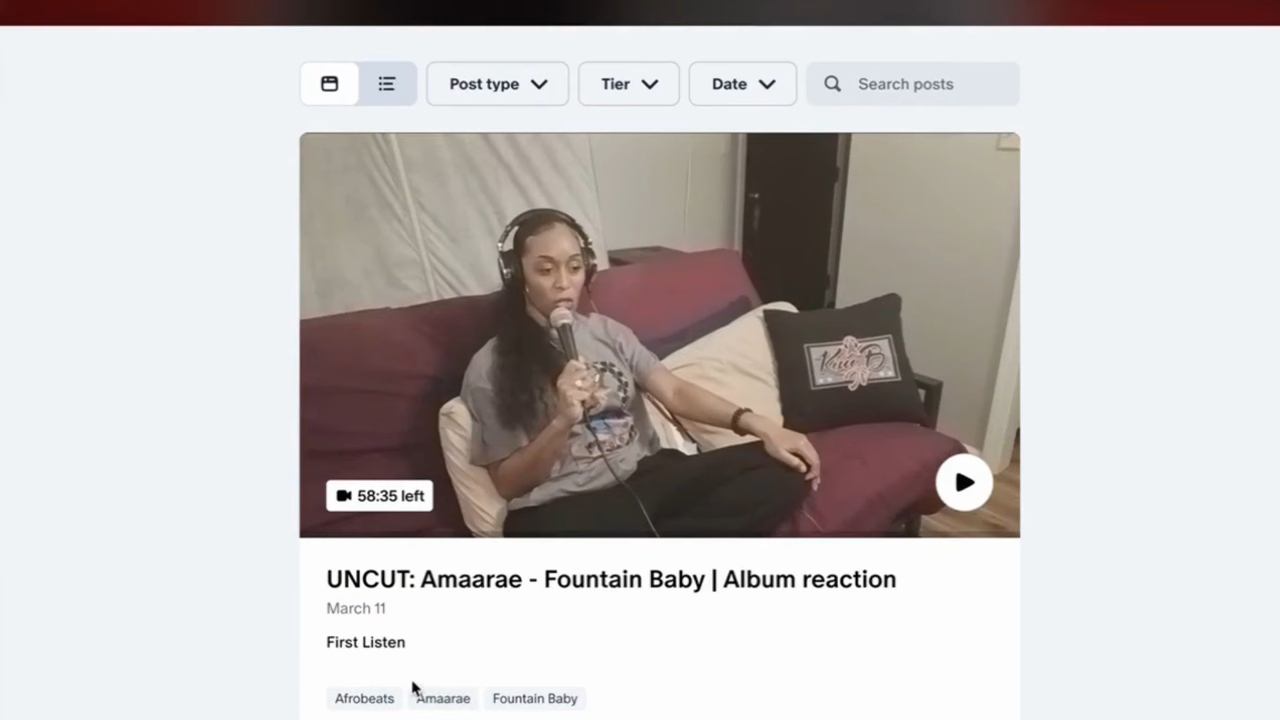 Post type
Tier
Date
Search posts
58:35 left
UNCUT: Amaarae - Fountain Baby | Album reaction
March 11
First Listen
Afrobeats
Amaarae
Fountain Baby